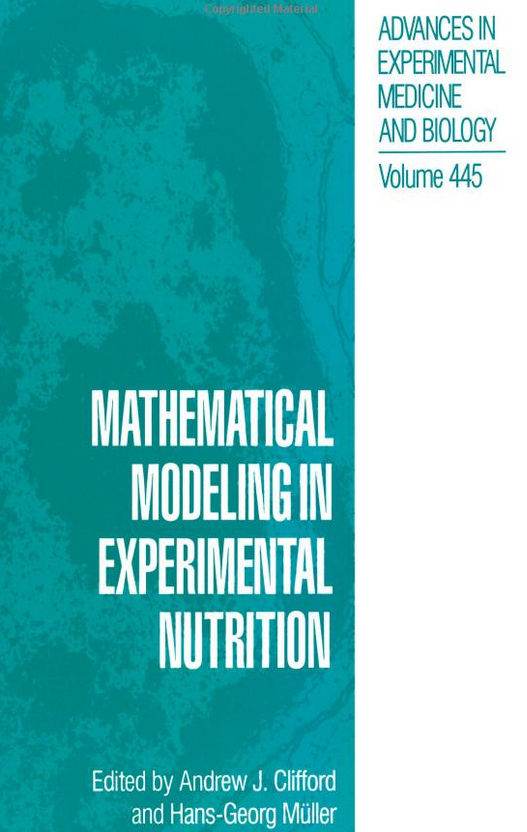 Copyrighted Material
ADVANCES IN
EXPERIMENTAL
MEDICINE
AND BIOLOGY
Volume 445
MATHEMATICAL
MODELING IN
EXPERIMENTAL
NUTRITION
Edited by Andrew J. Clifford
and Hans-Georg Müller